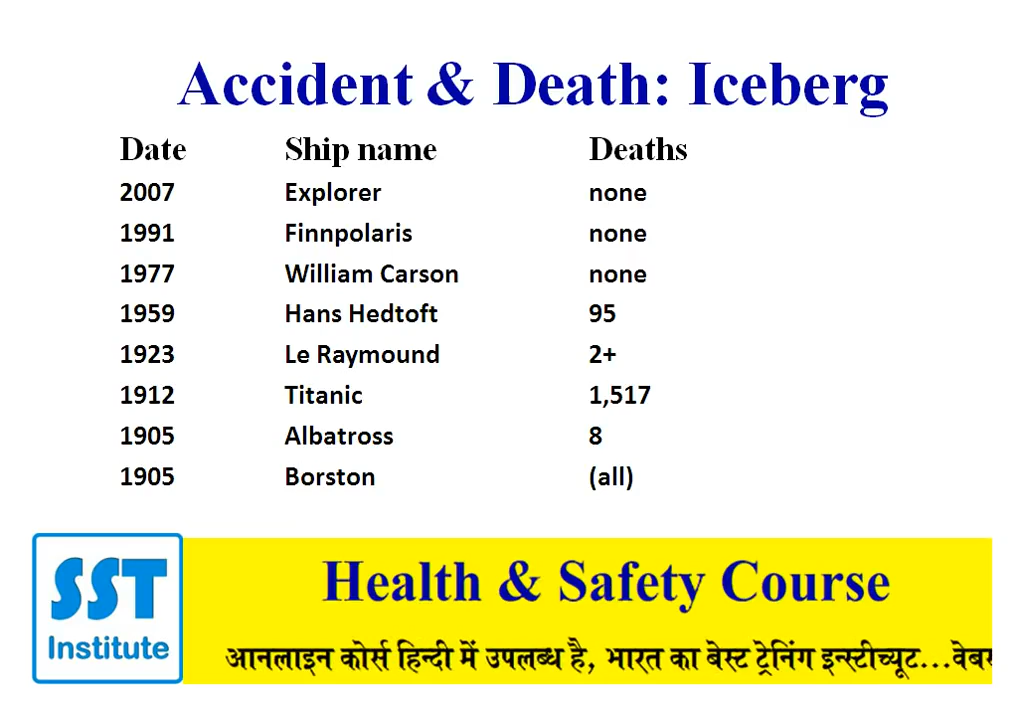 Accident & Death: Iceberg
Date Ship name Deaths
2007 Explorer none
1991 Finnpolaris none
1977 William Carson none
1959 Hans Hedtoft 95
1923 Le Raymound 2+
1912 Titanic 1,517
1905 Albatross 8
1905 Borston (all)
SST
Institute
Health & Safety Course
आनलाइन कोर्स हिन्दी में उपलब्ध है, भारत का बेस्ट ट्रेनिंग इन्स्टीच्यूट...